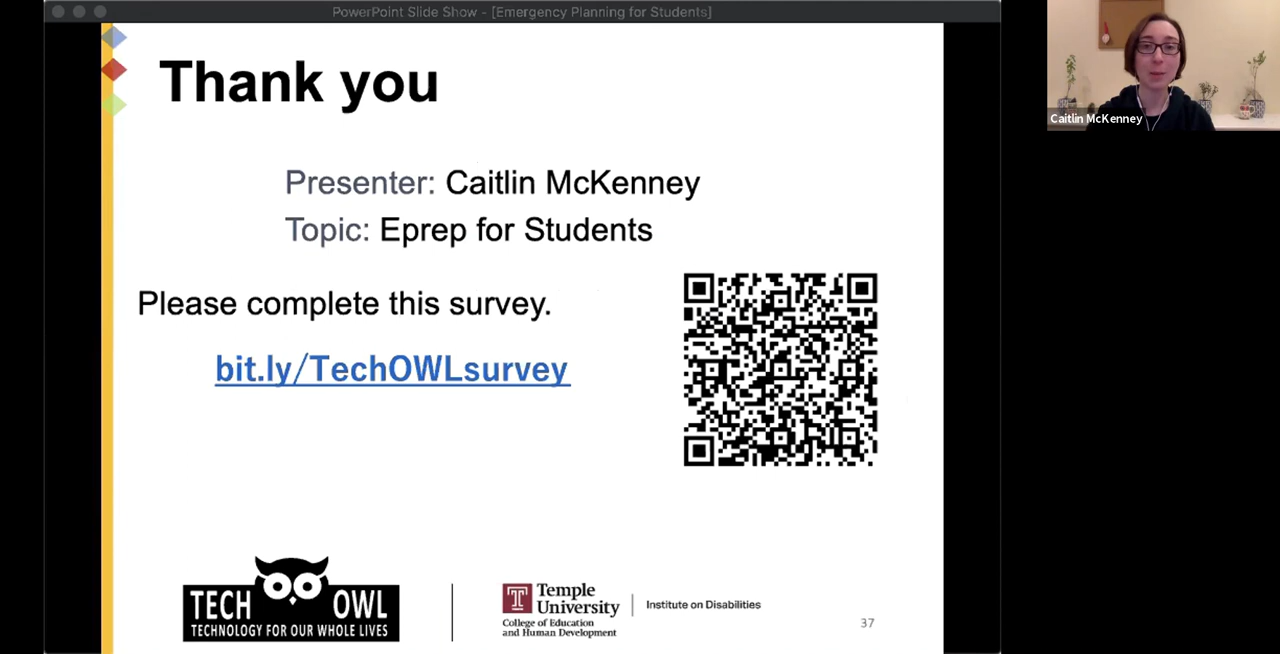 PowerPoint Slide Show - [Emergency Planning for Students]
Thank you
Presenter: Caitlin McKenney
Topic: Eprep for Students
Please complete this survey.
bit.ly/TechOWLsurvey
TECH OWL
TECHNOLOGY FOR OUR WHOLE LIVES
T
Temple
University
College of Education
and Human Development
Institute on Disabilities
37
Caitlin McKenney